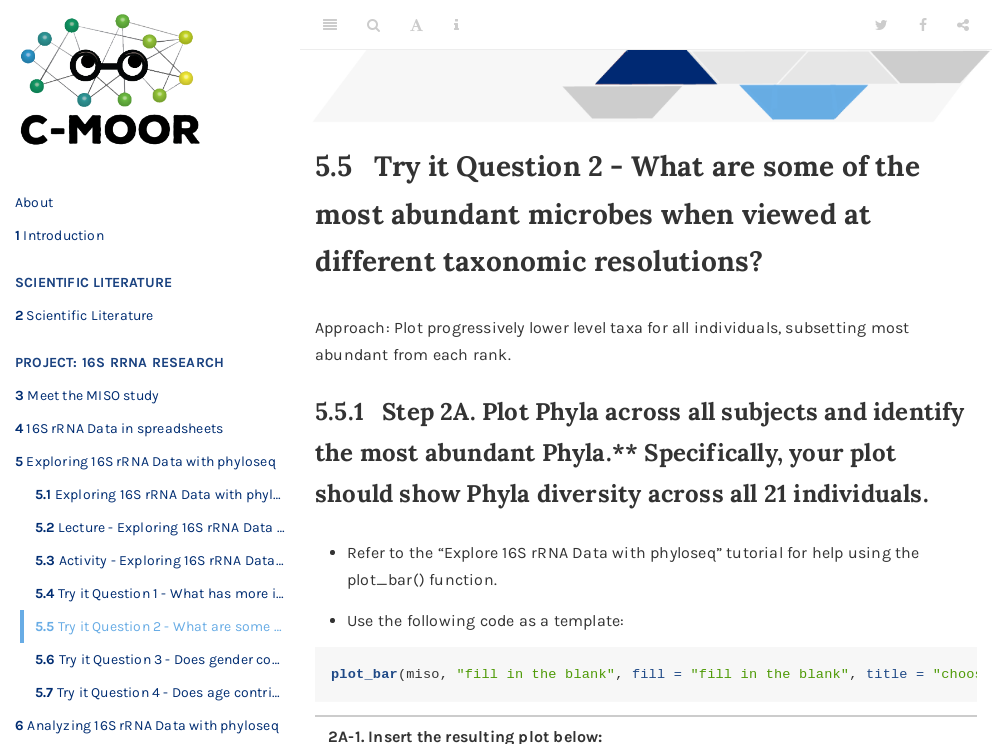 C-MOOR
About
1 Introduction
SCIENTIFIC LITERATURE
2 Scientific Literature
PROJECT: 16S RRNA RESEARCH
3 Meet the MISO study
4 16S rRNA Data in spreadsheets
5 Exploring 16S rRNA Data with phyloseq
5.1 Exploring 16S rRNA Data with phyl…
5.2 Lecture - Exploring 16S rRNA Data …
5.3 Activity - Exploring 16S rRNA Data…
5.4 Try it Question 1 - What has more i…
5.5 Try it Question 2 - What are some …
5.6 Try it Question 3 - Does gender co…
5.7 Try it Question 4 - Does age contri…
6 Analyzing 16S rRNA Data with phyloseq
5.5 Try it Question 2 - What are some of the
most abundant microbes when viewed at
different taxonomic resolutions?
Approach: Plot progressively lower level taxa for all individuals, subsetting most
abundant from each rank.
5.5.1 Step 2A. Plot Phyla across all subjects and identify
the most abundant Phyla.** Specifically, your plot
should show Phyla diversity across all 21 individuals.
• Refer to the “Explore 16S rRNA Data with phyloseq” tutorial for help using the
plot_bar() function.
• Use the following code as a template:
plot_bar(miso, "fill in the blank", fill = "fill in the blank", title = "choos
2A-1. Insert the resulting plot below: